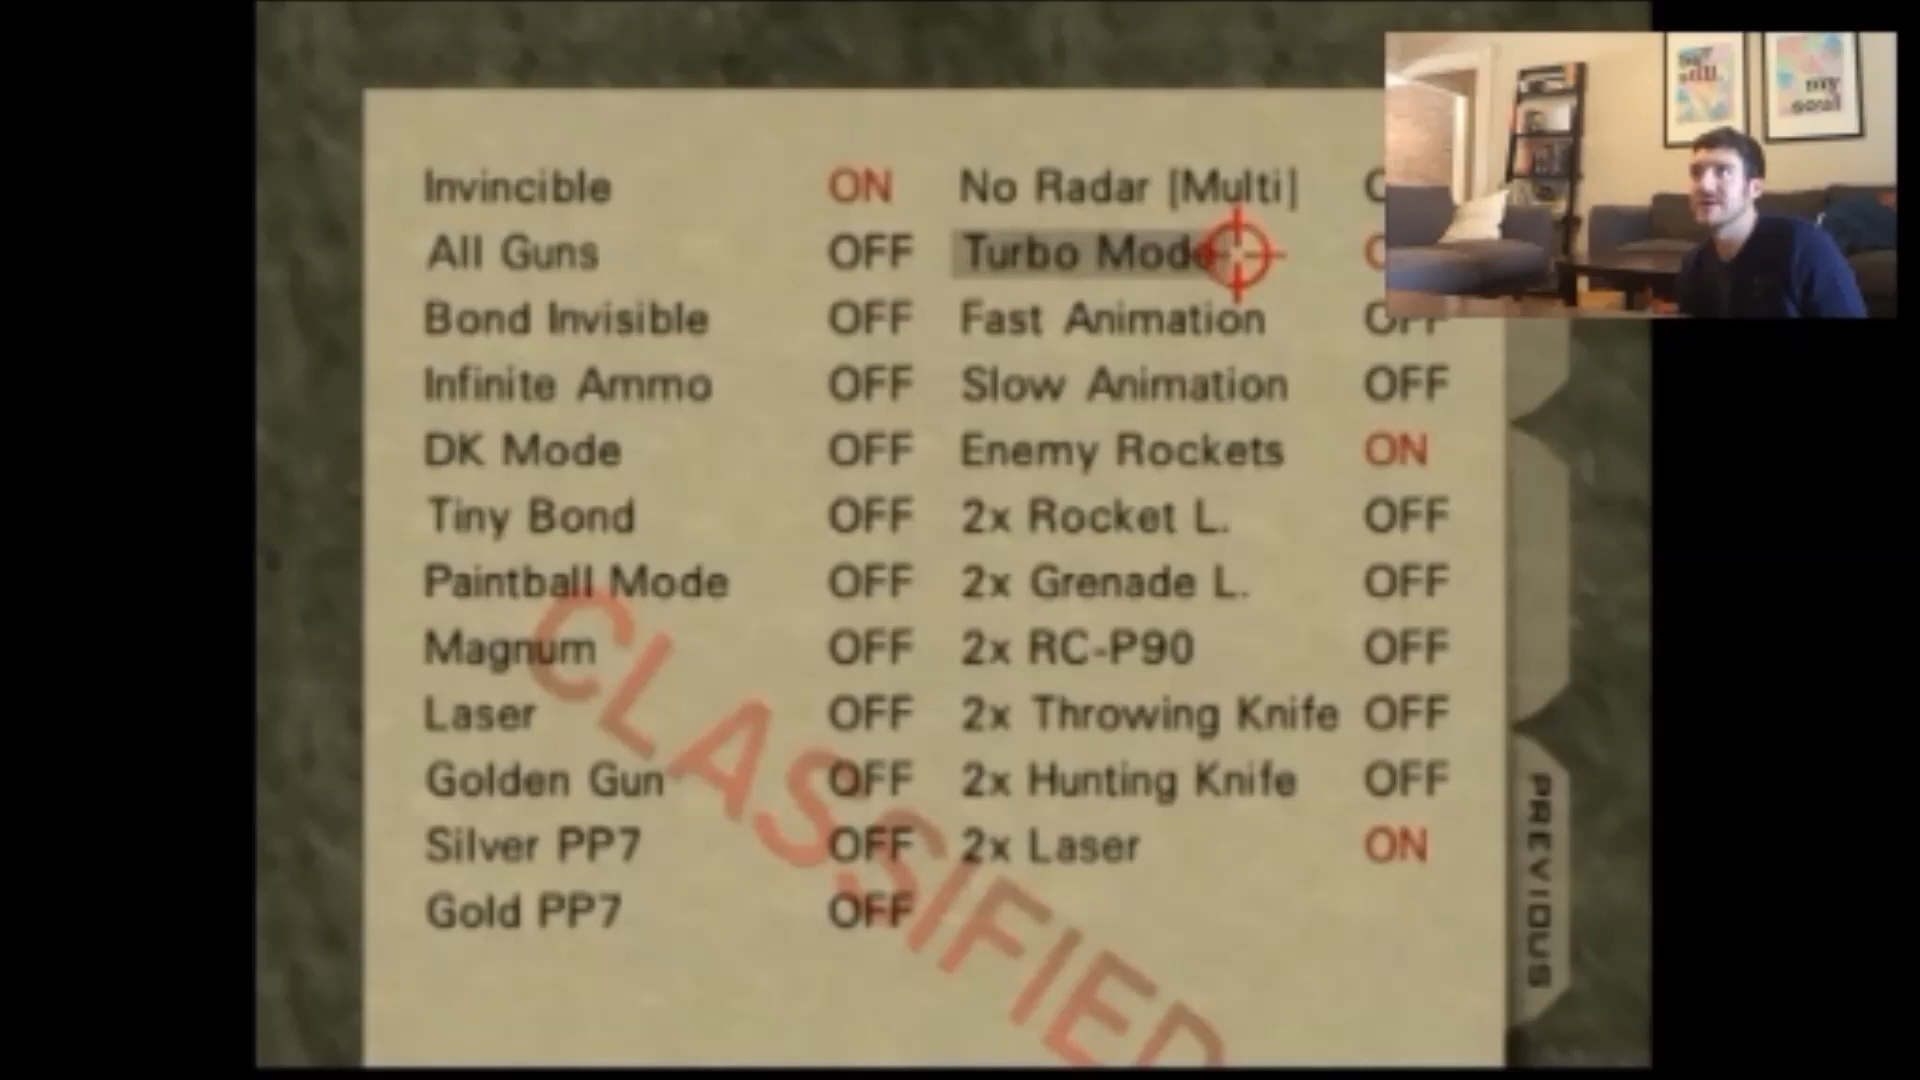 Invincible ON No Radar [Multi]
All Guns OFF Turbo Mode
Bond Invisible OFF Fast Animation OFF
Infinite Ammo OFF Slow Animation OFF
DK Mode OFF Enemy Rockets ON
Tiny Bond OFF 2x Rocket L. OFF
Paintball Mode OFF 2x Grenade L. OFF
Magnum OFF 2x RC-P90 OFF
Laser OFF 2x Throwing Knife OFF
Golden Gun OFF 2x Hunting Knife OFF
Silver PP7 OFF 2x Laser ON
Gold PP7 OFF
CLASSIFIED
PREVIOUS
my
soul